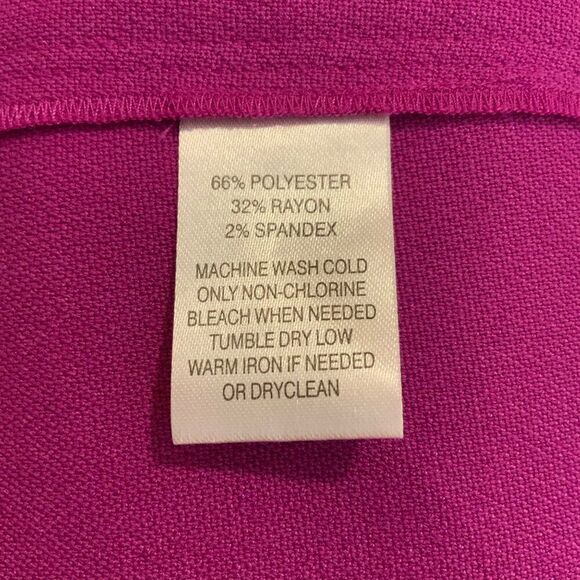 66% POLYESTER
32% RAYON
2% SPANDEX
MACHINE WASH COLD
ONLY NON-CHLORINE
BLEACH WHEN NEEDED
TUMBLE DRY LOW
WARM IRON IF NEEDED
OR DRYCLEAN